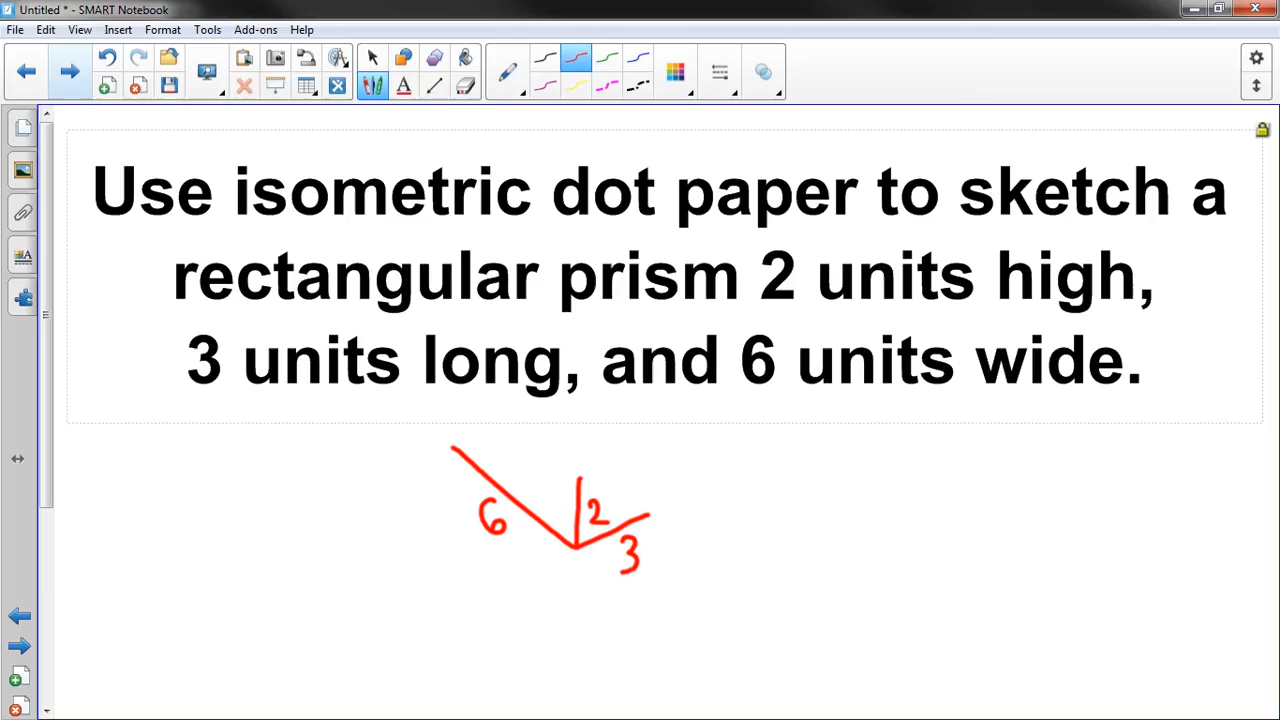 Untitled * - SMART Notebook
File Edit View Insert Format Tools Add-ons Help
Use isometric dot paper to sketch a
rectangular prism 2 units high,
3 units long, and 6 units wide.
6 2
3